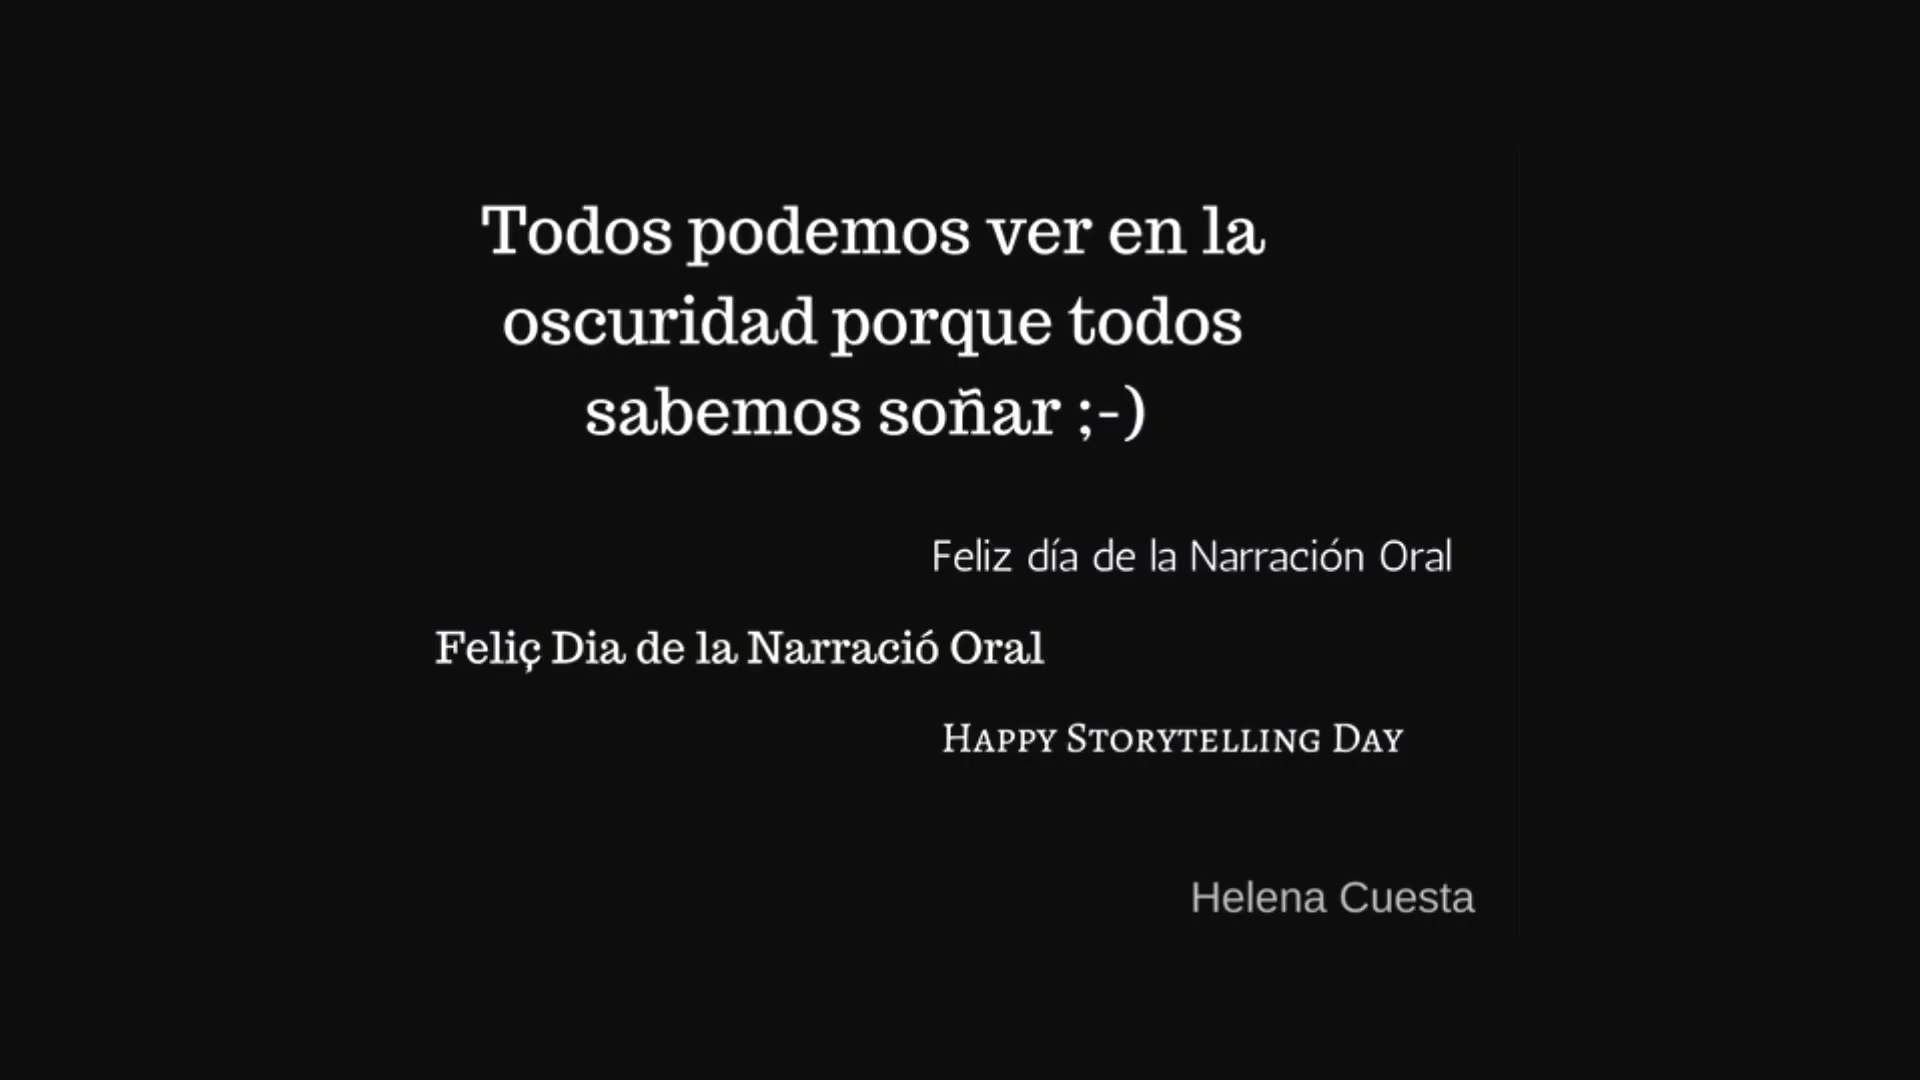 Todos podemos ver en la
oscuridad porque todos
sabemos soñar ;-)
Feliz día de la Narración Oral
Feliç Dia de la Narració Oral
Happy Storytelling Day
Helena Cuesta